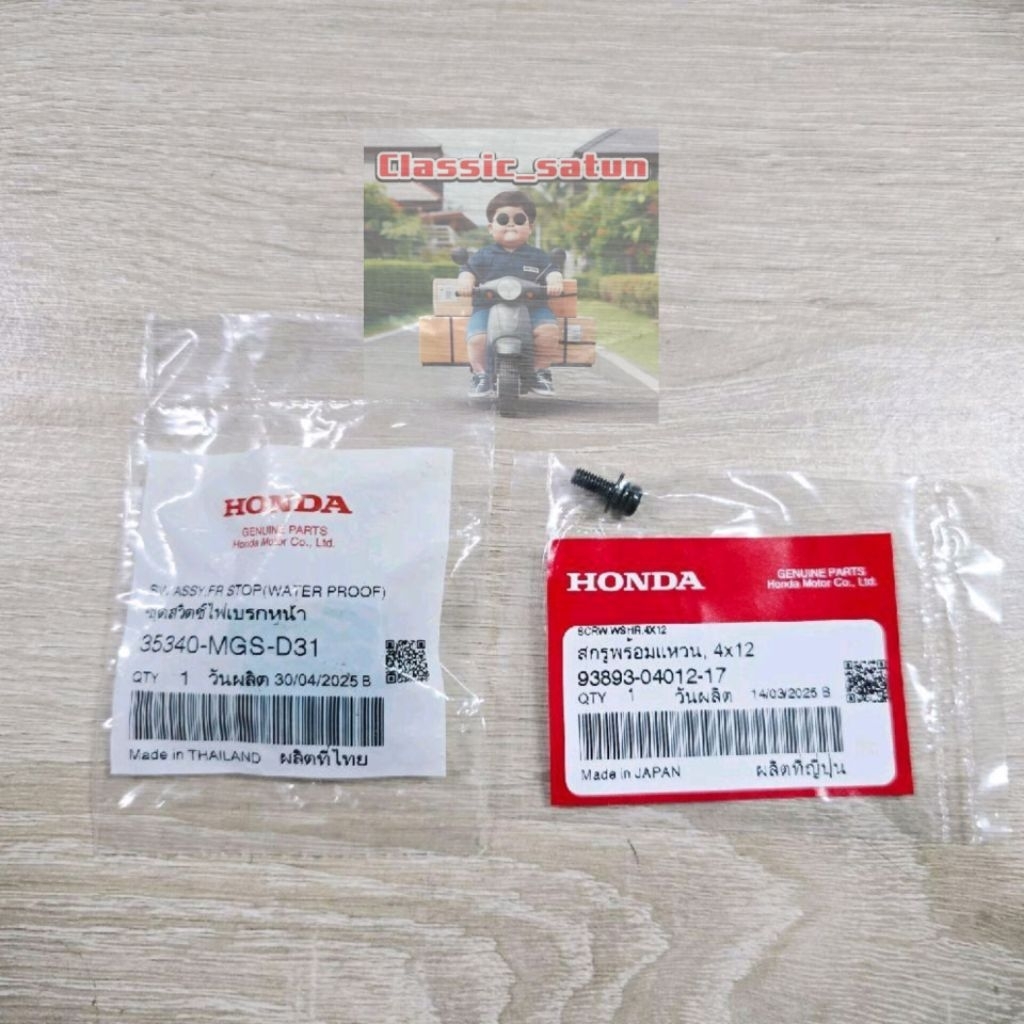 Classic_satun
HONDA
GENUINE PARTS
Honda Motor Co., Ltd.
SW ASSY,FR STOP(WATER PROOF)
ชุดสวิตช์ไฟเบรกหน้า
35340-MGS-D31
QTY 1 วันผลิต 30/04/2025 B
Made in THAILAND ผลิตที่ไทย
HONDA
GENUINE PARTS
Honda Motor Co., Ltd.
SCRW.WSHR,4X12
สกรูพร้อมแหวน, 4x12
93893-04012-17
QTY 1 วันผลิต 14/03/2025 B
Made in JAPAN ผลิตที่ญี่ปุ่น